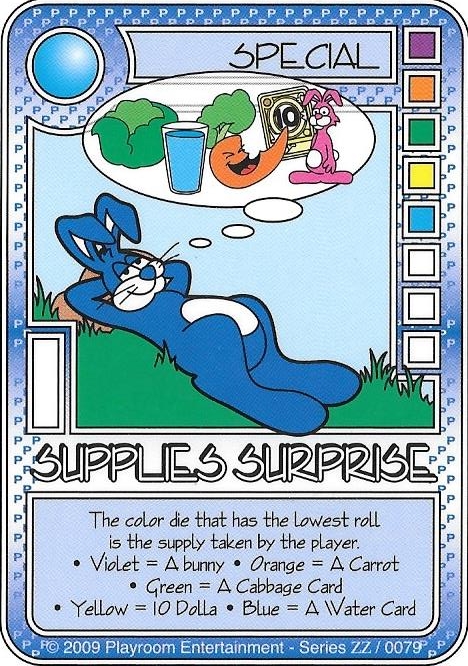 SPECIAL
10
SUPPLIES SURPRISE
The color die that has the lowest roll
is the supply taken by the player.
• Violet = A bunny • Orange = A Carrot
• Green = A Cabbage Card
• Yellow = 10 Dolla • Blue = A Water Card
© 2009 Playroom Entertainment - Series ZZ / 0079